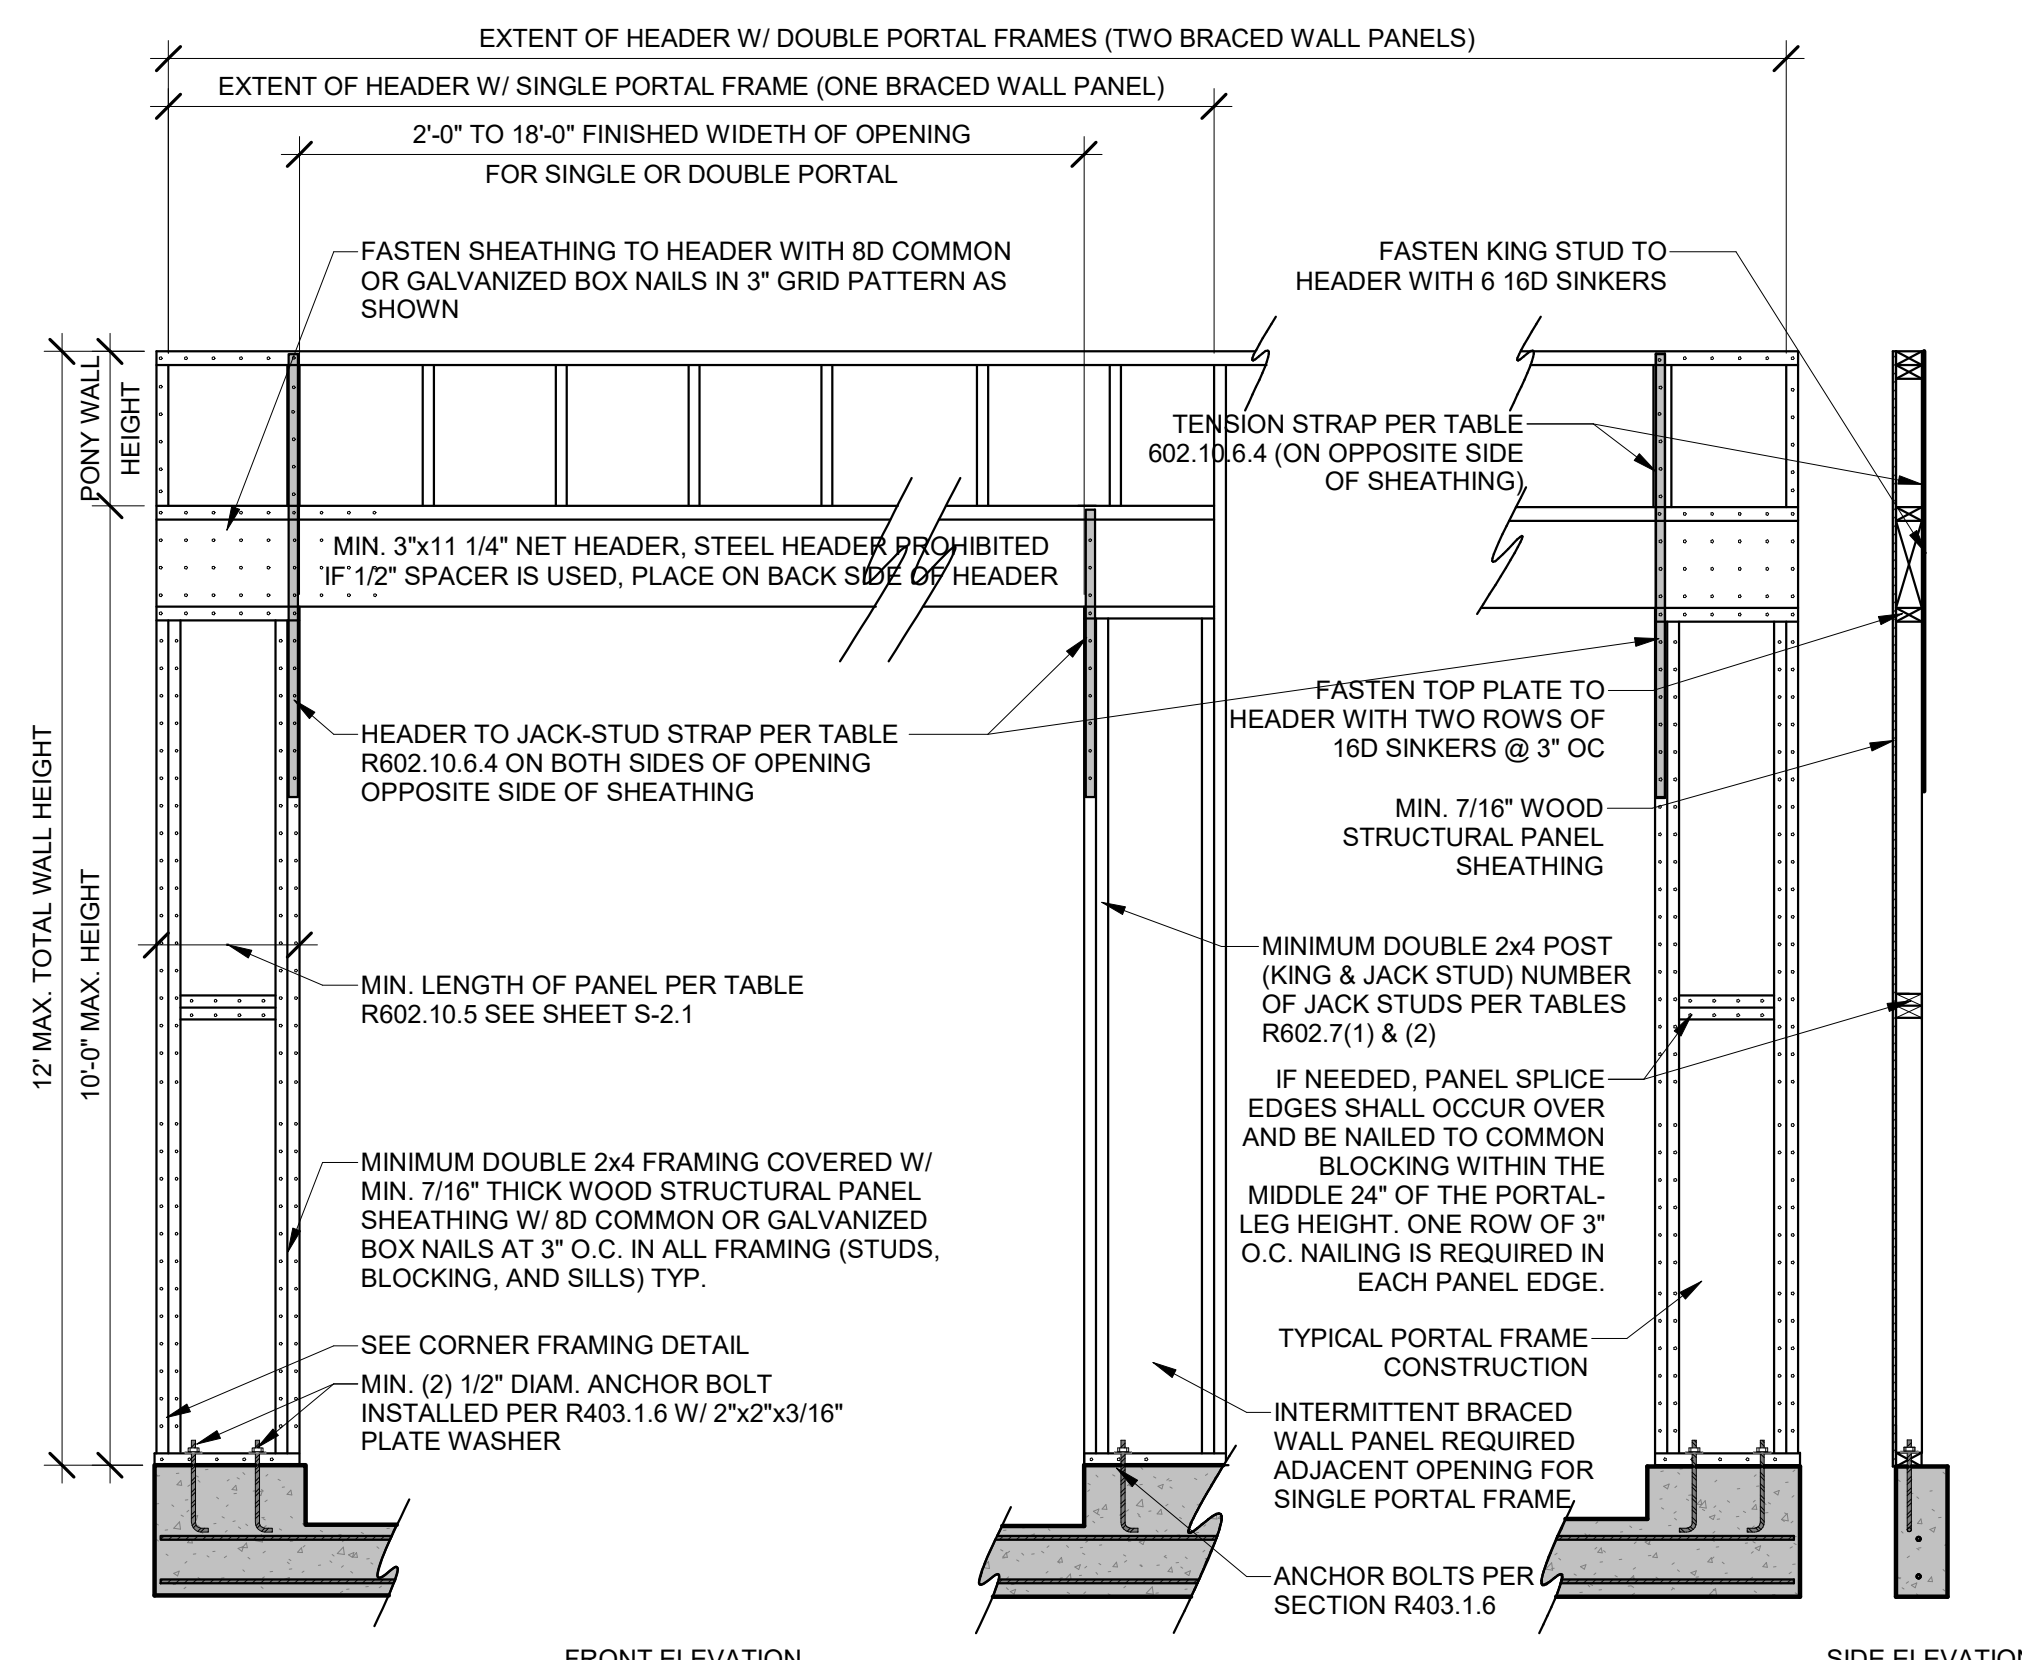 EXTENT OF HEADER W/ DOUBLE PORTAL FRAMES (TWO BRACED WALL PANELS)
EXTENT OF HEADER W/ SINGLE PORTAL FRAME (ONE BRACED WALL PANEL)
2'-0" TO 18'-0" FINISHED WIDETH OF OPENING
FOR SINGLE OR DOUBLE PORTAL
FASTEN SHEATHING TO HEADER WITH 8D COMMON
OR GALVANIZED BOX NAILS IN 3" GRID PATTERN AS
SHOWN
FASTEN KING STUD TO
HEADER WITH 6 16D SINKERS
PONY WALL
HEIGHT
TENSION STRAP PER TABLE
602.10.6.4 (ON OPPOSITE SIDE
OF SHEATHING)
MIN. 3"x11 1/4" NET HEADER, STEEL HEADER PROHIBITED
IF 1/2" SPACER IS USED, PLACE ON BACK SIDE OF HEADER
12' MAX. TOTAL WALL HEIGHT
10'-0" MAX. HEIGHT
HEADER TO JACK-STUD STRAP PER TABLE
R602.10.6.4 ON BOTH SIDES OF OPENING
OPPOSITE SIDE OF SHEATHING
FASTEN TOP PLATE TO
HEADER WITH TWO ROWS OF
16D SINKERS @ 3" OC
MIN. 7/16" WOOD
STRUCTURAL PANEL
SHEATHING
MIN. LENGTH OF PANEL PER TABLE
R602.10.5 SEE SHEET S-2.1
MINIMUM DOUBLE 2x4 POST
(KING & JACK STUD) NUMBER
OF JACK STUDS PER TABLES
R602.7(1) & (2)
IF NEEDED, PANEL SPLICE
EDGES SHALL OCCUR OVER
AND BE NAILED TO COMMON
BLOCKING WITHIN THE
MIDDLE 24" OF THE PORTAL-
LEG HEIGHT. ONE ROW OF 3"
O.C. NAILING IS REQUIRED IN
EACH PANEL EDGE.
MINIMUM DOUBLE 2x4 FRAMING COVERED W/
MIN. 7/16" THICK WOOD STRUCTURAL PANEL
SHEATHING W/ 8D COMMON OR GALVANIZED
BOX NAILS AT 3" O.C. IN ALL FRAMING (STUDS,
BLOCKING, AND SILLS) TYP.
SEE CORNER FRAMING DETAIL
MIN. (2) 1/2" DIAM. ANCHOR BOLT
INSTALLED PER R403.1.6 W/ 2"x2"x3/16"
PLATE WASHER
TYPICAL PORTAL FRAME
CONSTRUCTION
INTERMITTENT BRACED
WALL PANEL REQUIRED
ADJACENT OPENING FOR
SINGLE PORTAL FRAME
ANCHOR BOLTS PER
SECTION R403.1.6
FRONT ELEVATION
SIDE ELEVATION